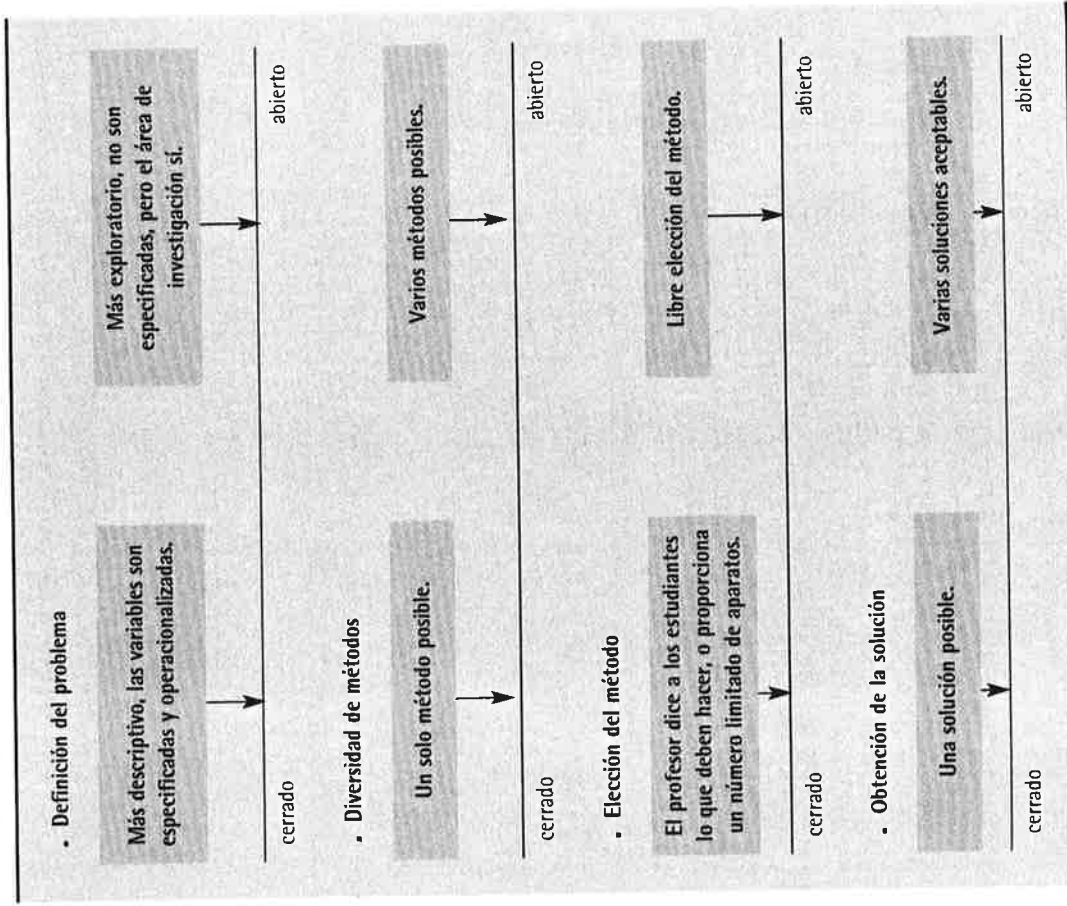 ▪ Definición del problema
Más descriptivo, las variables son
especificadas y operacionalizadas.
Más exploratorio, no son
especificadas, pero el área de
investigación sí.
cerrado
abierto
▪ Diversidad de métodos
Un solo método posible.
Varios métodos posibles.
cerrado
abierto
▪ Elección del método
El profesor dice a los estudiantes
lo que deben hacer, o proporciona
un número limitado de aparatos.
Libre elección del método.
cerrado
abierto
▪ Obtención de la solución
Una solución posible.
Varias soluciones aceptables.
cerrado
abierto